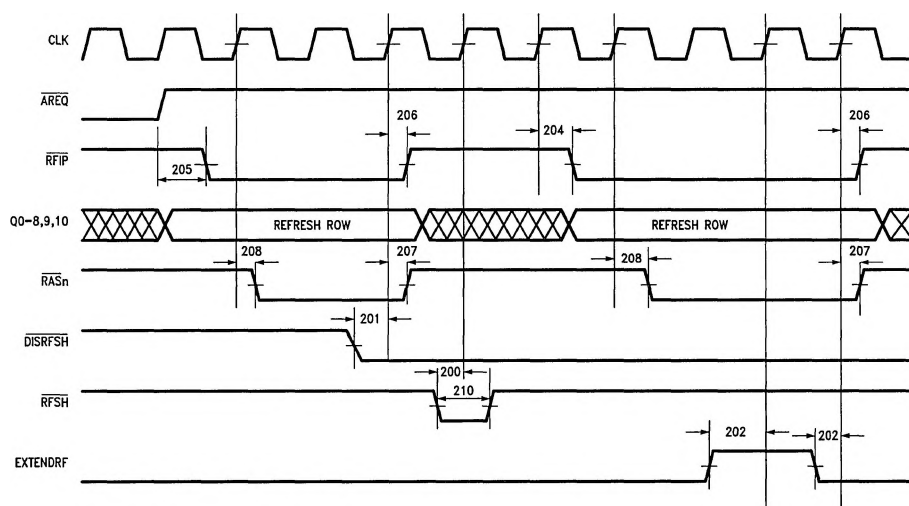 CLK
AREQ
206
206
204
RFIP
205
Q0-8,9,10
REFRESH ROW
REFRESH ROW
208
207
208
207
RASn
201
DISRFSH
200
210
RFSH
202
202
EXTENDRF